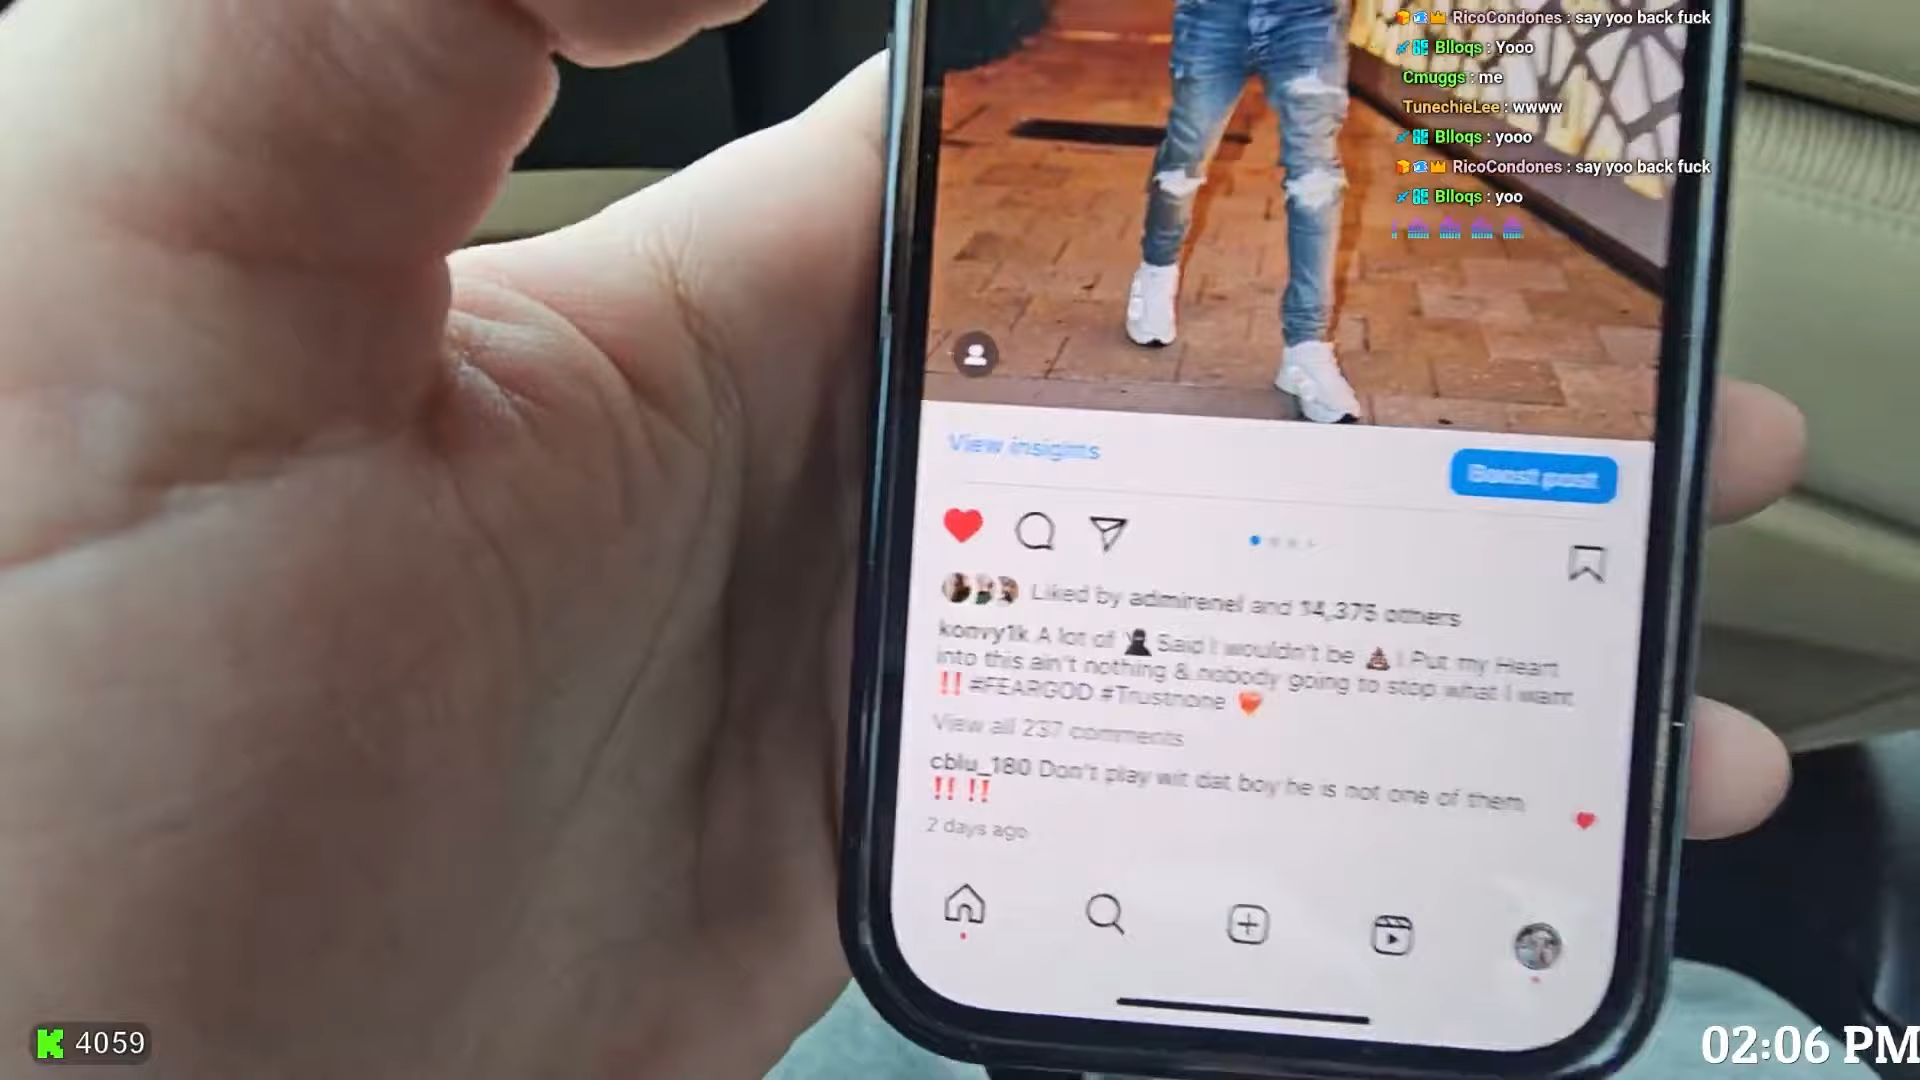 RicoCondones : say yoo back fuck
Blloqs : Yooo
Cmuggs : me
TunechieLee : wwww
Blloqs : yooo
RicoCondones : say yoo back fuck
Blloqs : yoo
View insights
Boost post
Liked by admirenel and 14,375 others
konvy1k A lot of 🥷 Said I wouldn't be 💩 I Put my Heart
into this ain't nothing & nobody going to stop what I want
‼️ #FEARGOD #Trustnone ❤️‍🔥
View all 237 comments
cblu_180 Don't play wit dat boy he is not one of them
‼️ ‼️
2 days ago
4059
02:06 PM